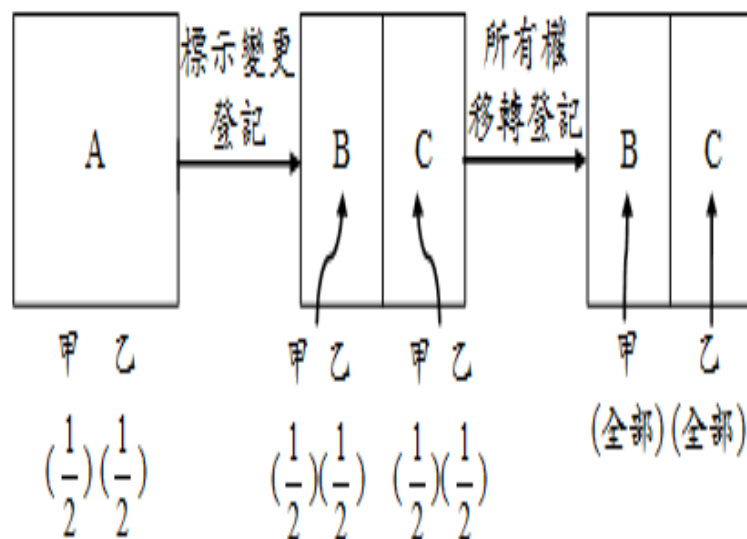 標示變更
登記
所有權
移轉登記
A
B C
B C
甲 乙
甲 乙 甲 乙
甲 乙
(1/2)(1/2)
(1/2)(1/2) (1/2)(1/2)
(全部)(全部)